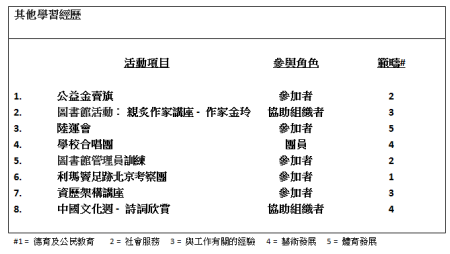 其他學習經歷
活動項目 參與角色 範疇#
1. 公益金賣旗 參加者 2
2. 圖書館活動： 親炙作家講座 - 作家金玲 協助組織者 3
3. 陸運會 參加者 5
4. 學校合唱團 團員 4
5. 圖書館管理員訓練 參加者 2
6. 利瑪竇足跡北京考察團 參加者 1
7. 資歷架構講座 參加者 3
8. 中國文化週 - 詩詞欣賞 協助組織者 4
#1 = 德育及公民教育 2 = 社會服務 3 = 與工作有關的經驗 4 = 藝術發展 5 = 體育發展